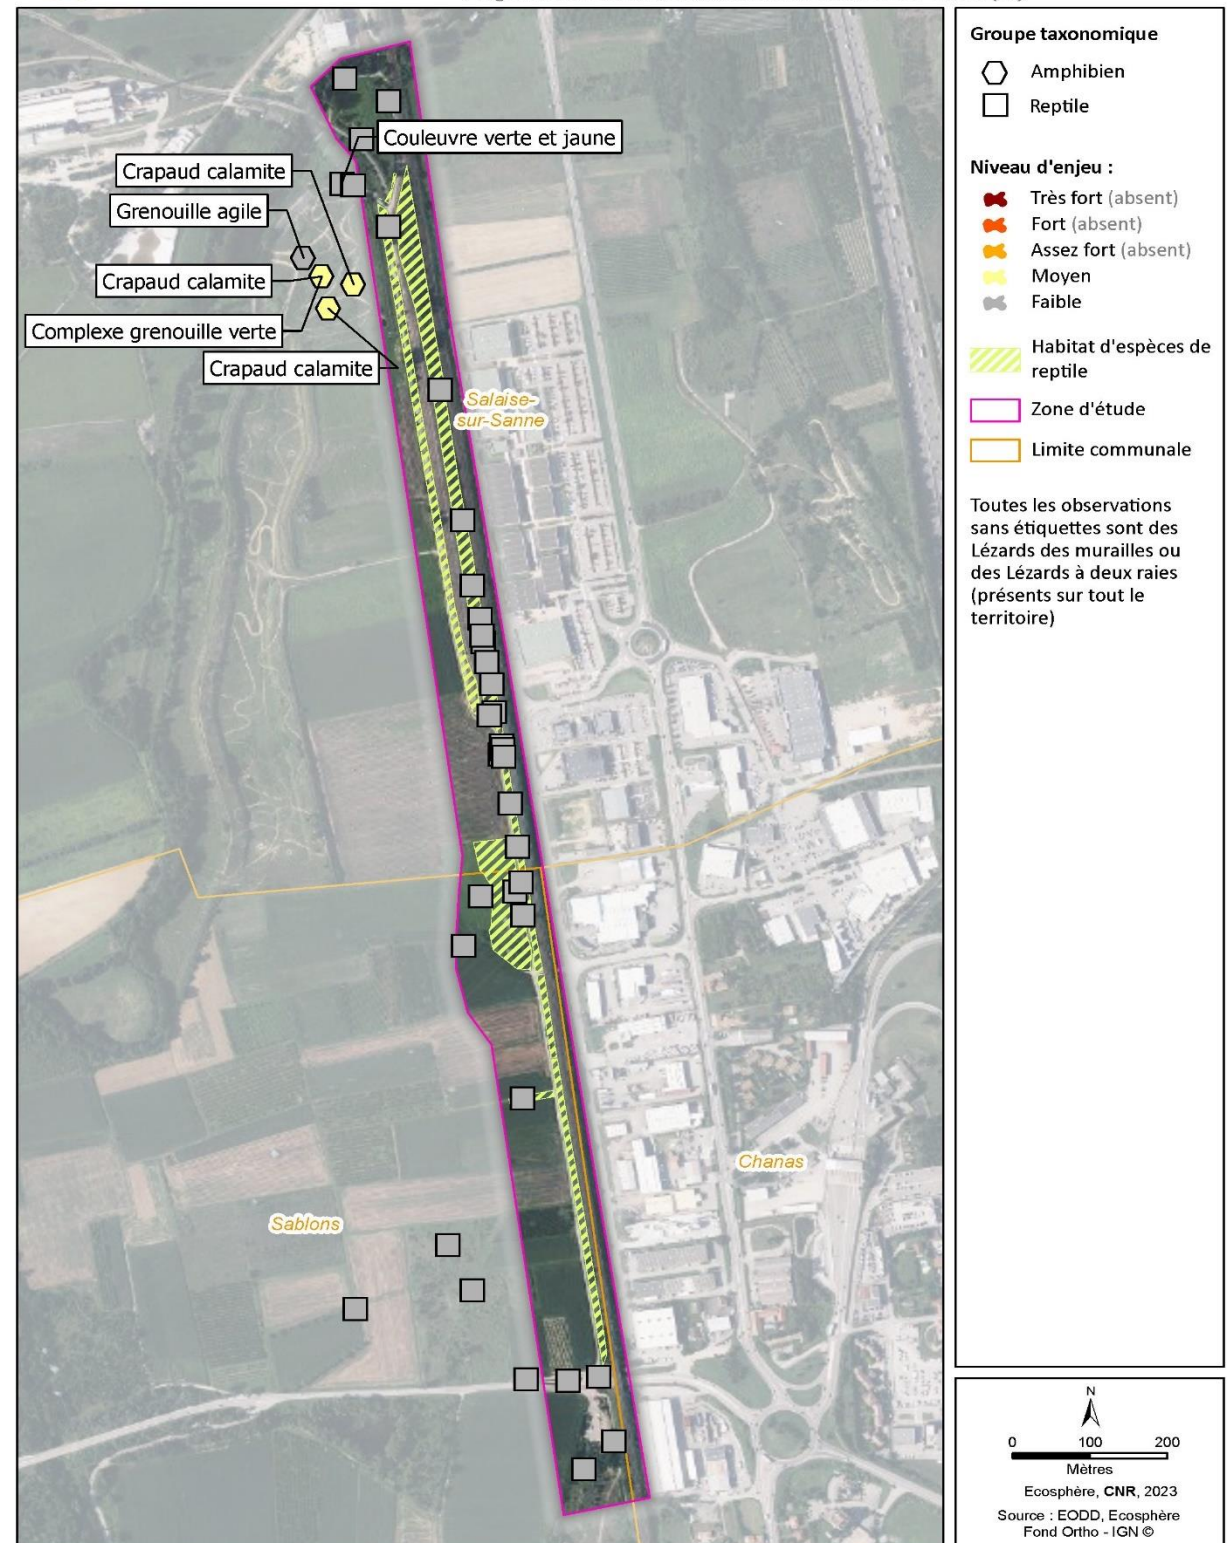 Couleuvre verte et jaune
Crapaud calamite
Grenouille agile
Crapaud calamite
Complexe grenouille verte
Crapaud calamite
Salaise-
sur-Sanne
Chanas
Sablons
Groupe taxonomique
Amphibien
Reptile
Niveau d'enjeu :
Très fort (absent)
Fort (absent)
Assez fort (absent)
Moyen
Faible
Habitat d'espèces de
reptile
Zone d'étude
Limite communale
Toutes les observations
sans étiquettes sont des
Lézards des murailles ou
des Lézards à deux raies
(présents sur tout le
territoire)
N
0 100 200
Mètres
Ecosphère, CNR, 2023
Source : EODD, Ecosphère
Fond Ortho - IGN ©